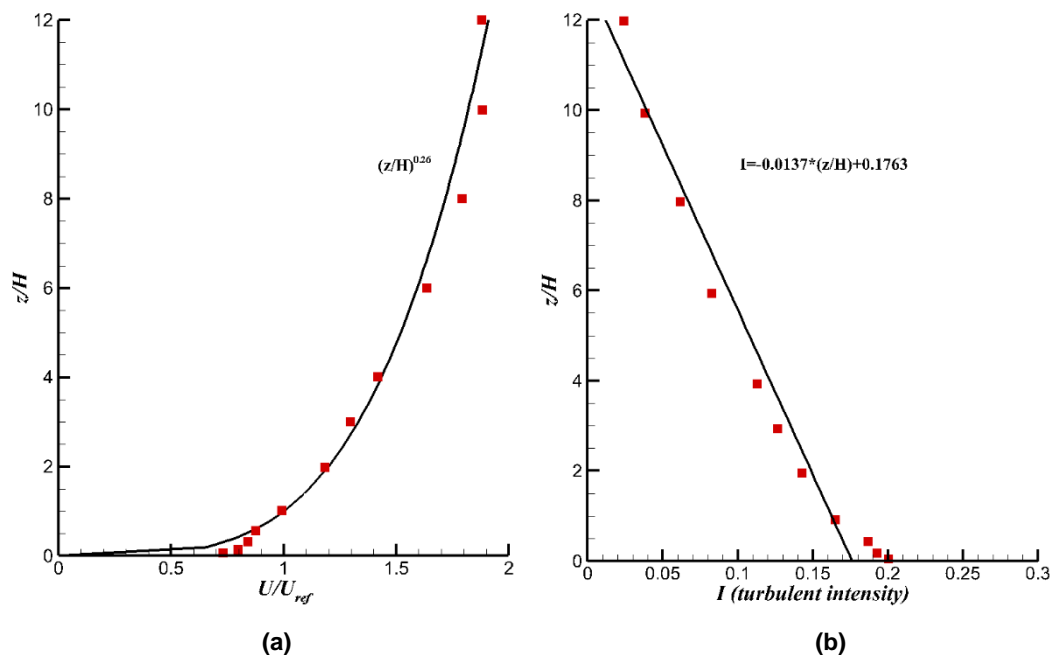 12
10
8
6
4
2
0
z/H
(z/H)^0.26
0 0.5 1 1.5 2
U/U_ref
(a)
12
10
8
6
4
2
0
z/H
I=-0.0137*(z/H)+0.1763
0 0.05 0.1 0.15 0.2 0.25 0.3
I (turbulent intensity)
(b)